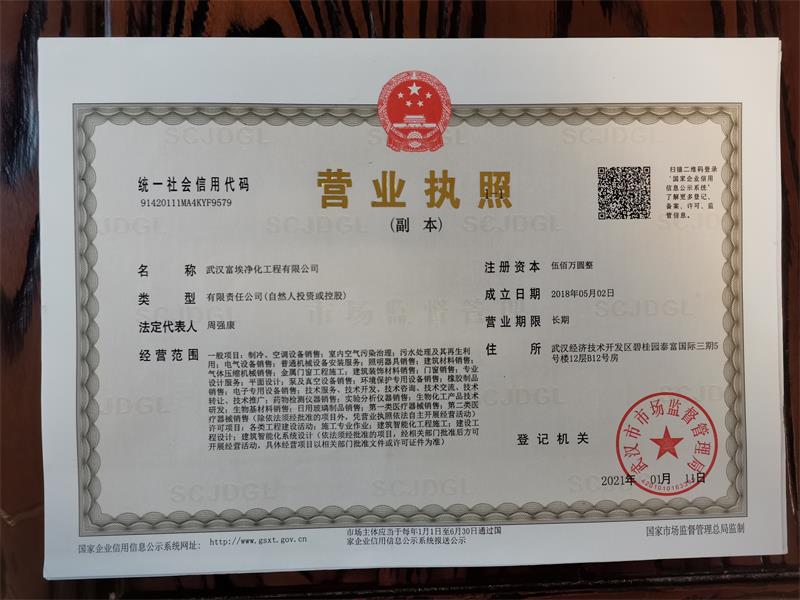 统一社会信用代码
91420111MA4KYF9579
营业执照
(副 本)
扫描二维码登录
‘国家企业信用
信息公示系统’
了解更多登记、
备案、许可、监
管信息。
名 称 武汉富埃净化工程有限公司
类 型 有限责任公司(自然人投资或控股)
法定代表人 周强康
经营范围 一般项目：制冷、空调设备销售；室内空气污染治理；污水处理及其再生利
用；电气设备销售；普通机械设备安装服务；照明器具销售；建筑材料销售；
气体压缩机械销售；金属门窗工程施工；建筑装饰材料销售；门窗销售；专业
设计服务；平面设计；泵及真空设备销售；环境保护专用设备销售；橡胶制品
销售；电子专用设备销售；技术服务、技术开发、技术咨询、技术交流、技术
转让、技术推广；药物检测仪器销售；实验分析仪器销售；生物化工产品技术
研发；生物基材料销售；日用玻璃制品销售；第一类医疗器械销售；第二类医
疗器械销售（除依法须经批准的项目外，凭营业执照依法自主开展经营活动）
许可项目：各类工程建设活动；施工专业作业；建筑智能化工程施工；建设工
程设计；建筑智能化系统设计（依法须经批准的项目，经相关部门批准后方可
开展经营活动，具体经营项目以相关部门批准文件或许可证件为准）
注册资本 伍佰万圆整
成立日期 2018年05月02日
营业期限 长期
住 所 武汉经济技术开发区碧桂园泰富国际三期5
号楼12层B12号房
登记机关
武汉市市场监督管理局
2021年 01月 11日
国家企业信用信息公示系统网址：http://www.gsxt.gov.cn
市场主体应当于每年1月1日至6月30日通过国
家企业信用信息公示系统报送公示
国家市场监督管理总局监制